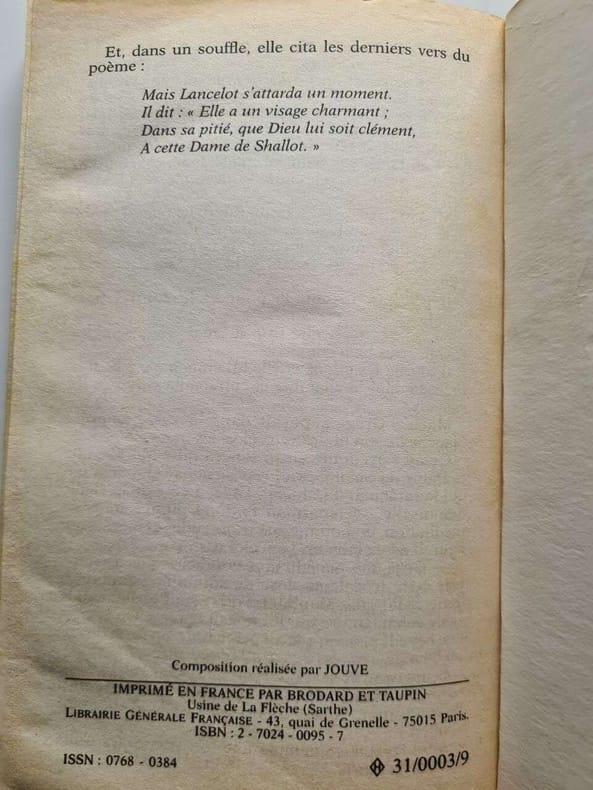 Et, dans un souffle, elle cita les derniers vers du
poème :
Mais Lancelot s'attarda un moment.
Il dit : « Elle a un visage charmant ;
Dans sa pitié, que Dieu lui soit clément,
A cette Dame de Shallot. »
Composition réalisée par JOUVE
IMPRIMÉ EN FRANCE PAR BRODARD ET TAUPIN
Usine de La Flèche (Sarthe)
LIBRAIRIE GÉNÉRALE FRANÇAISE - 43, quai de Grenelle - 75015 Paris.
ISBN : 2 - 7024 - 0095 - 7
ISSN : 0768 - 0384
31/0003/9